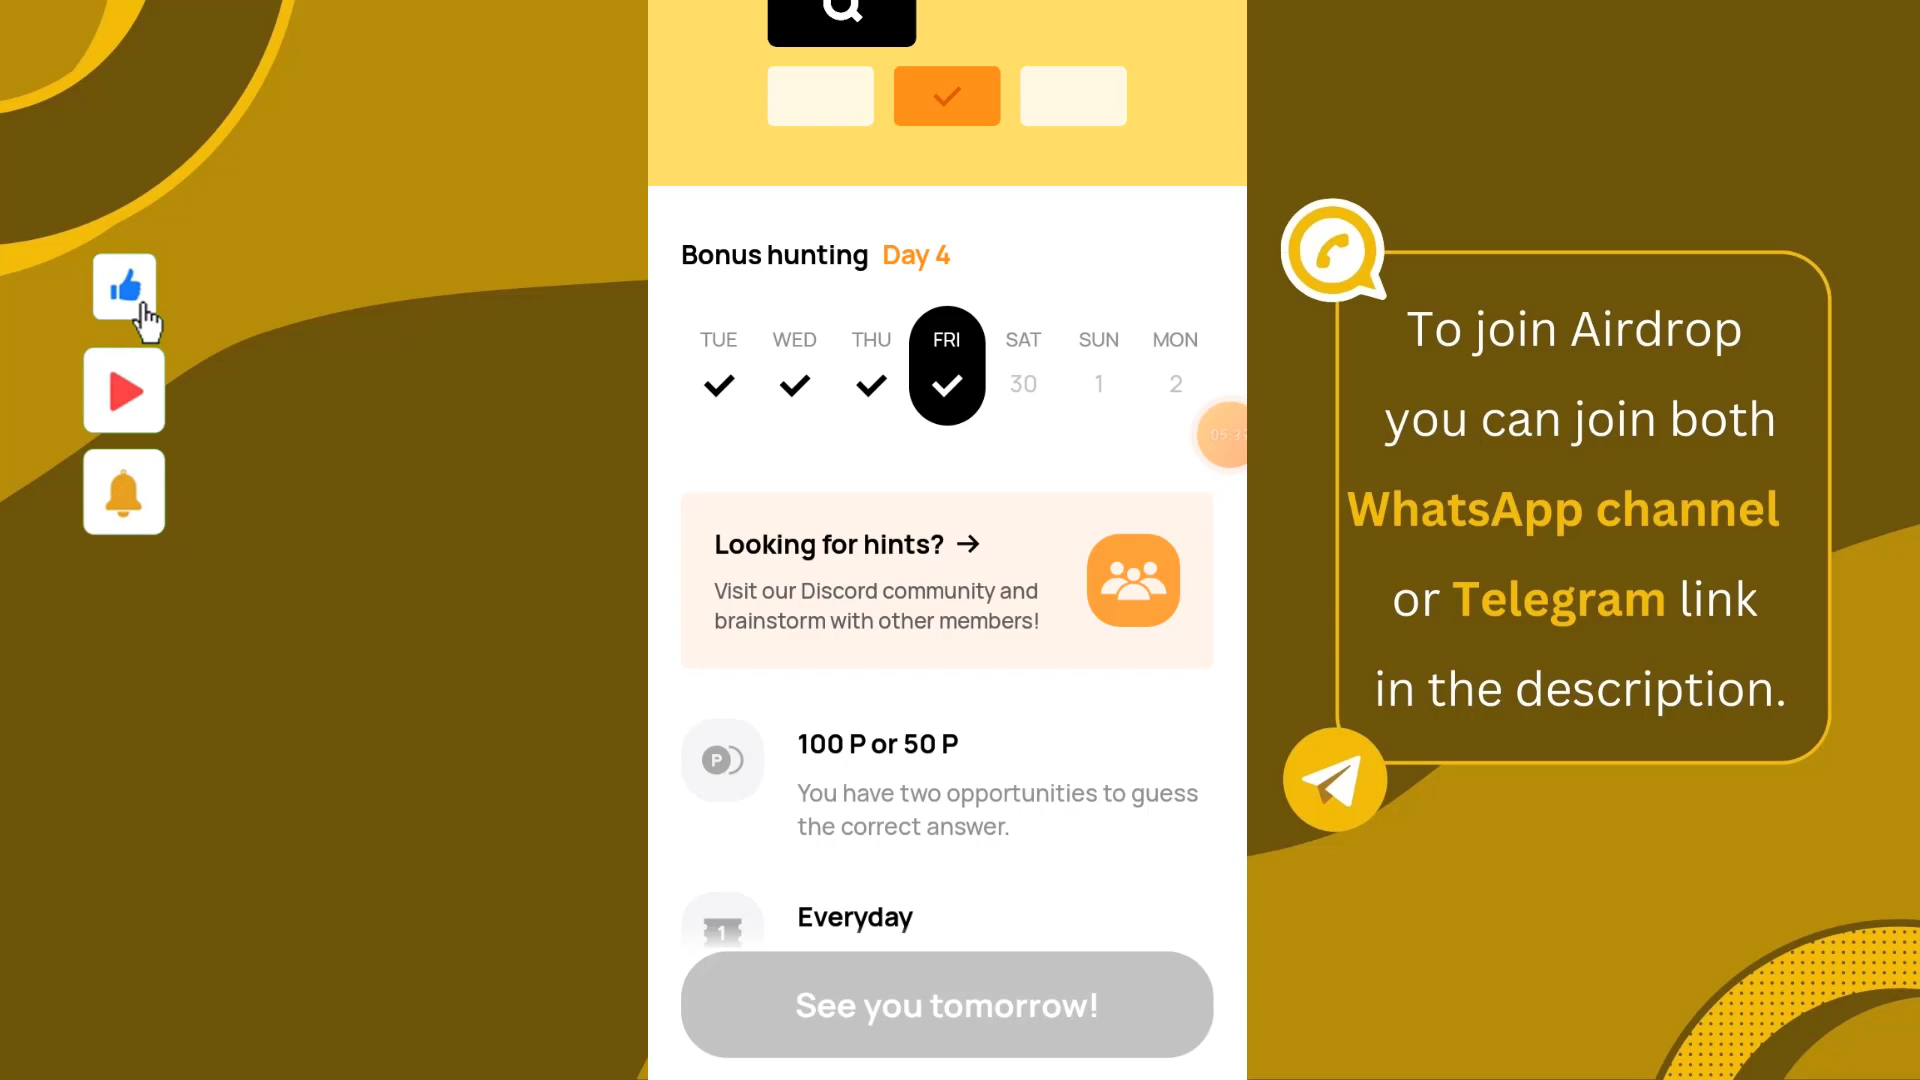 Bonus hunting Day 4
TUE WED THU FRI SAT SUN MON
30 1 2
Looking for hints? →
Visit our Discord community and
brainstorm with other members!
P
100 P or 50 P
You have two opportunities to guess
the correct answer.
1
Everyday
See you tomorrow!
To join Airdrop
you can join both
WhatsApp channel
or Telegram link
in the description.